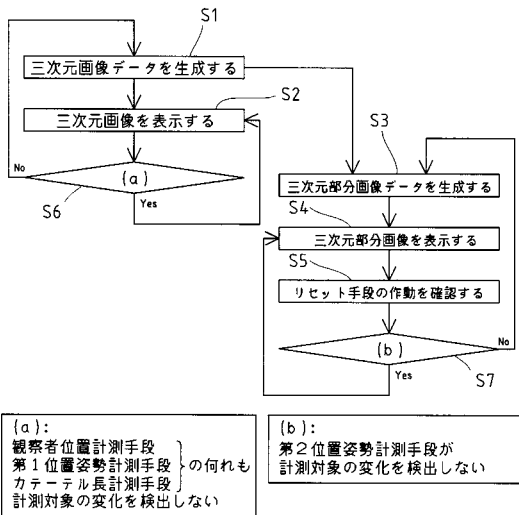 S1
三次元画像データを生成する
S2
三次元画像を表示する
S3
No
(a)
S6
Yes
三次元部分画像データを生成する
S4
三次元部分画像を表示する
S5
リセット手段の作動を確認する
No
(b)
S7
Yes
(a):
観察者位置計測手段
第1位置姿勢計測手段
カテーテル長計測手段
の何れも
計測対象の変化を検出しない
(b):
第2位置姿勢計測手段が
計測対象の変化を検出しない